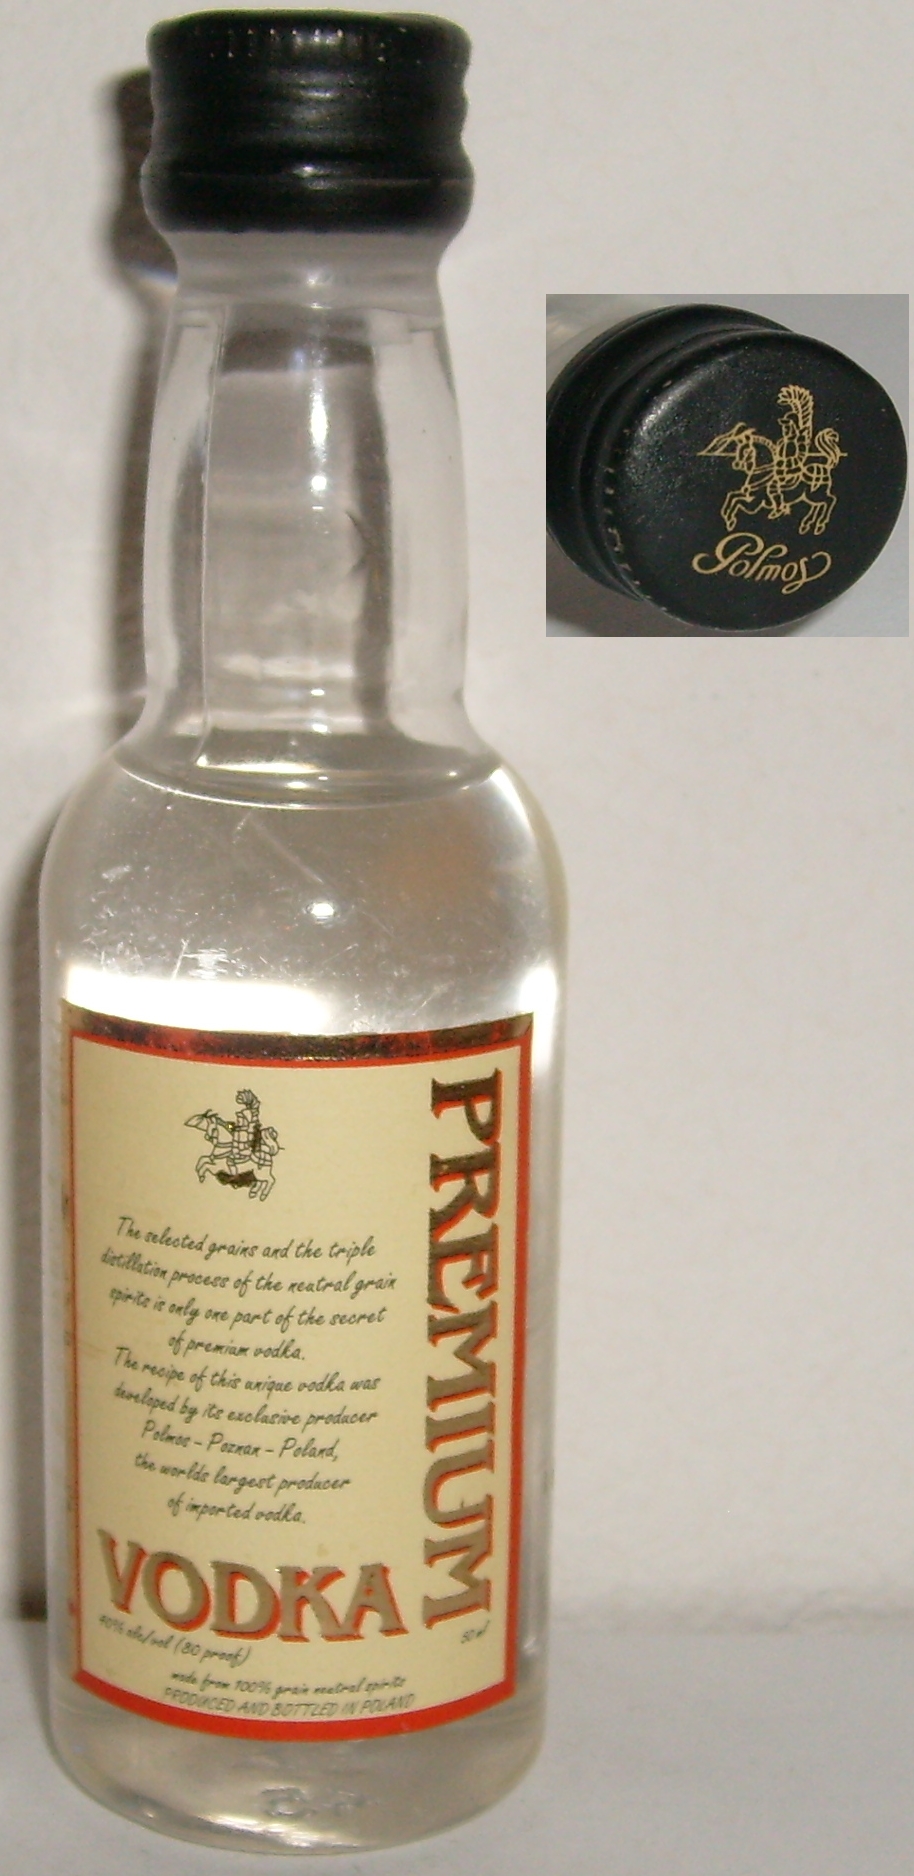 Polmos
PREMIUM
The selected grains and the triple
distillation process of the neutral grain
spirits is only one part of the secret
of premium vodka.
The recipe of this unique vodka was
developed by its exclusive producer
Polmos – Poznan – Poland,
the worlds largest producer
of imported vodka.
VODKA
40% alc/vol (80 proof)
50 ml
made from 100% grain neutral spirits
PRODUCED AND BOTTLED IN POLAND